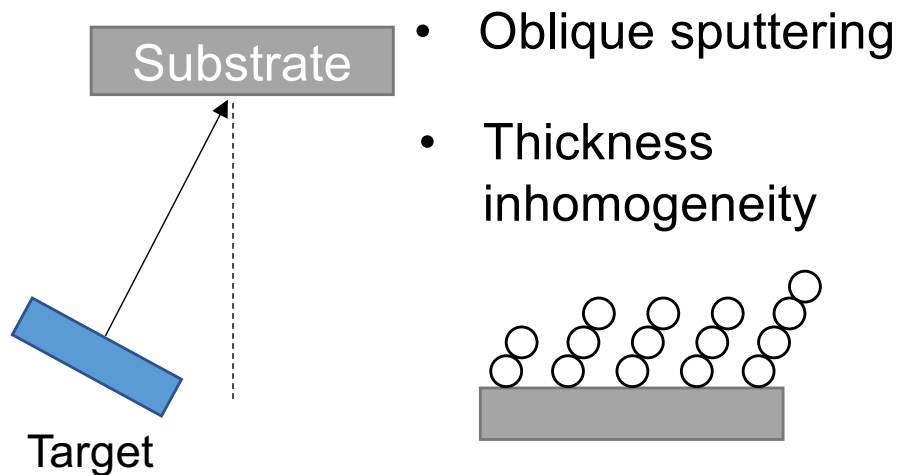 Substrate
• Oblique sputtering
• Thickness
inhomogeneity
Target